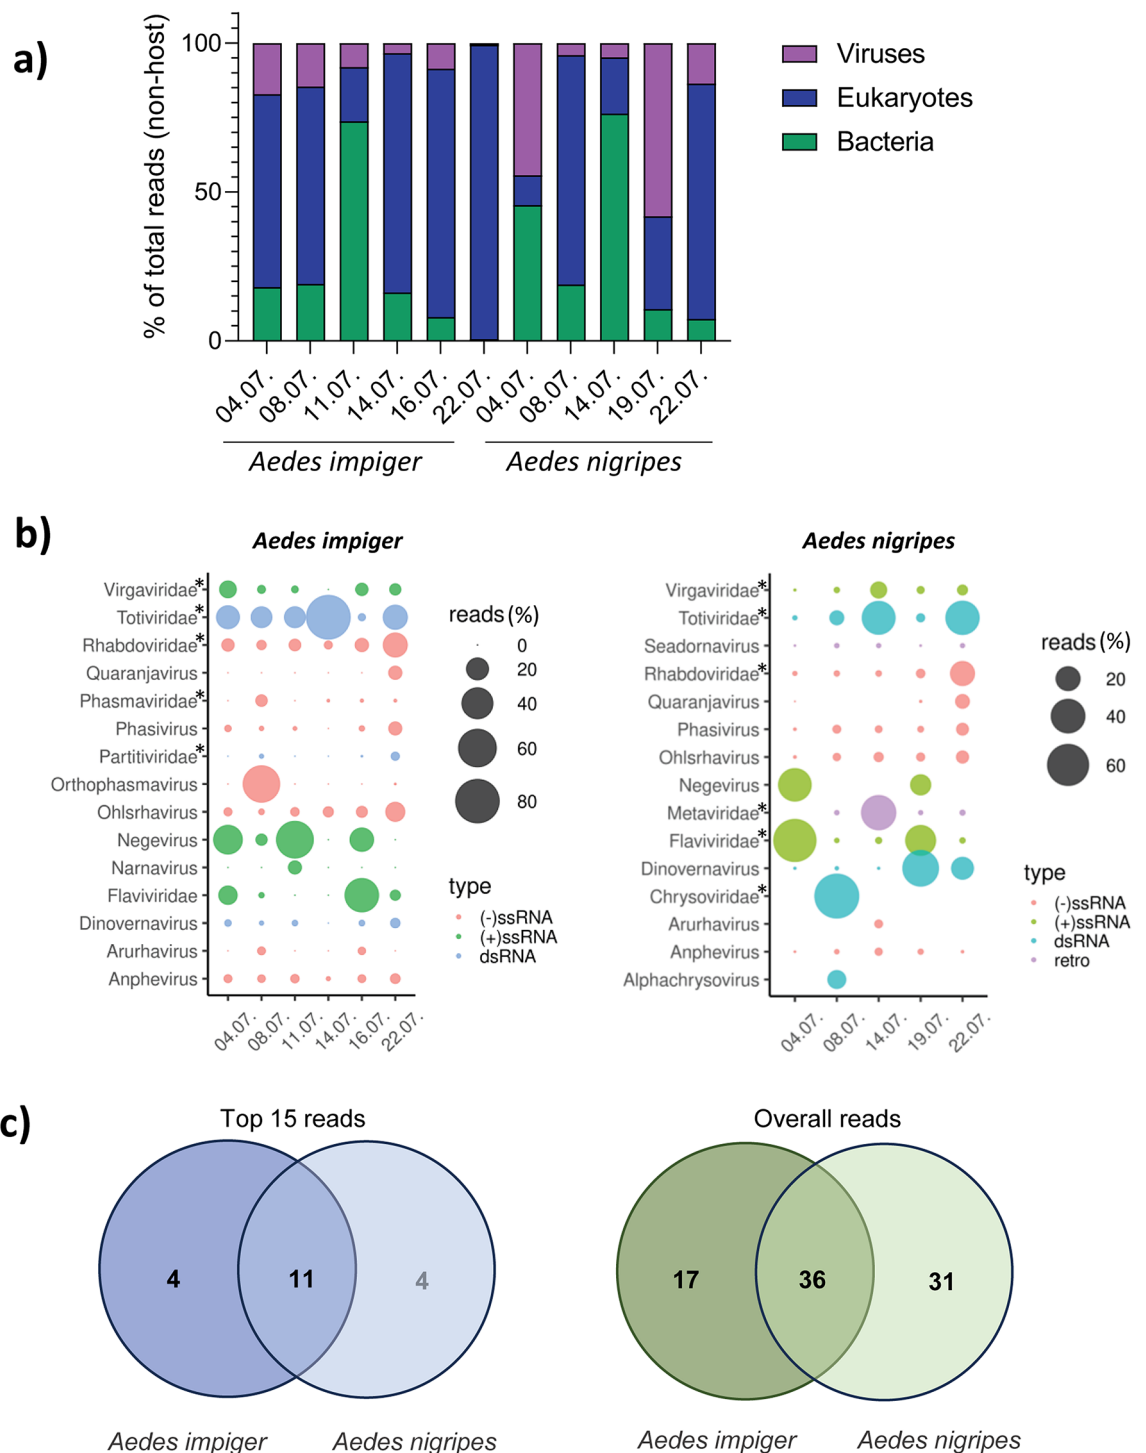 a)
% of total reads (non-host)
100
50
0
04.07.
08.07.
11.07.
14.07.
16.07.
22.07.
04.07.
08.07.
14.07.
19.07.
22.07.
Aedes impiger
Aedes nigripes
Viruses
Eukaryotes
Bacteria
b)
Aedes impiger
Virgaviridae*
Totiviridae*
Rhabdoviridae*
Quaranjavirus
Phasmaviridae*
Phasivirus
Partitiviridae*
Orthophasmavirus
Ohlsrhavirus
Negevirus
Narnavirus
Flaviviridae
Dinovernavirus
Arurhavirus
Anphevirus
04.07.
08.07.
11.07.
14.07.
16.07.
22.07.
reads (%)
0
20
40
60
80
type
(-)ssRNA
(+)ssRNA
dsRNA
Aedes nigripes
Virgaviridae*
Totiviridae*
Seadornavirus
Rhabdoviridae*
Quaranjavirus
Phasivirus
Ohlsrhavirus
Negevirus
Metaviridae*
Flaviviridae*
Dinovernavirus
Chrysoviridae*
Arurhavirus
Anphevirus
Alphachrysovirus
04.07.
08.07.
14.07.
19.07.
22.07.
reads (%)
20
40
60
type
(-)ssRNA
(+)ssRNA
dsRNA
retro
c)
Top 15 reads
4
11
4
Aedes impiger
Aedes nigripes
Overall reads
17
36
31
Aedes impiger
Aedes nigripes